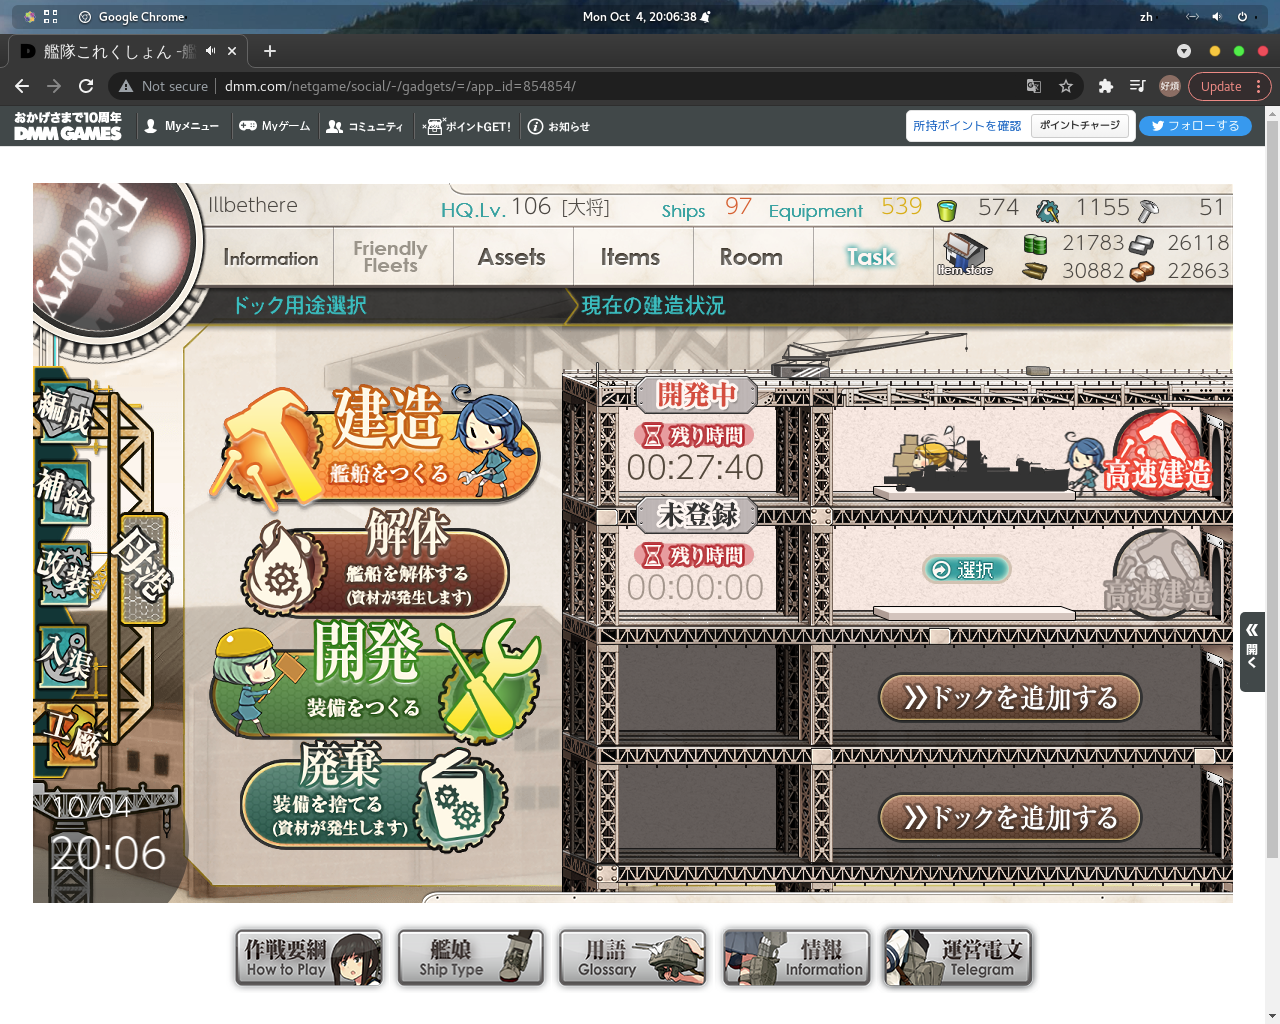 Google Chrome
Mon Oct 4, 20:06:38
zh
艦隊これくしょん -艦
Not secure
dmm.com/netgame/social/-/gadgets/=/app_id=854854/
好煩
Update
おかげさまで10周年
DMM GAMES
Myメニュー
Myゲーム
コミュニティ
ポイントGET!
お知らせ
所持ポイントを確認
ポイントチャージ
フォローする
Factory
Illbethere
HQ.Lv. 106 [大将]
Ships 97
Equipment 539
574
1155
51
Information
Friendly Fleets
Assets
Items
Room
Task
Item store
21783
26118
30882
22863
ドック用途選択
現在の建造状況
編成
補給
改装
入渠
工廠
母港
10/04
20:06
建造
艦船をつくる
解体
艦船を解体する
(資材が発生します)
開発
装備をつくる
廃棄
装備を捨てる
(資材が発生します)
開発中
残り時間
00:27:40
高速建造
未登録
残り時間
00:00:00
選択
高速建造
ドックを追加する
ドックを追加する
開
作戦要綱
How to Play
艦娘
Ship Type
用語
Glossary
情報
Information
運営電文
Telegram